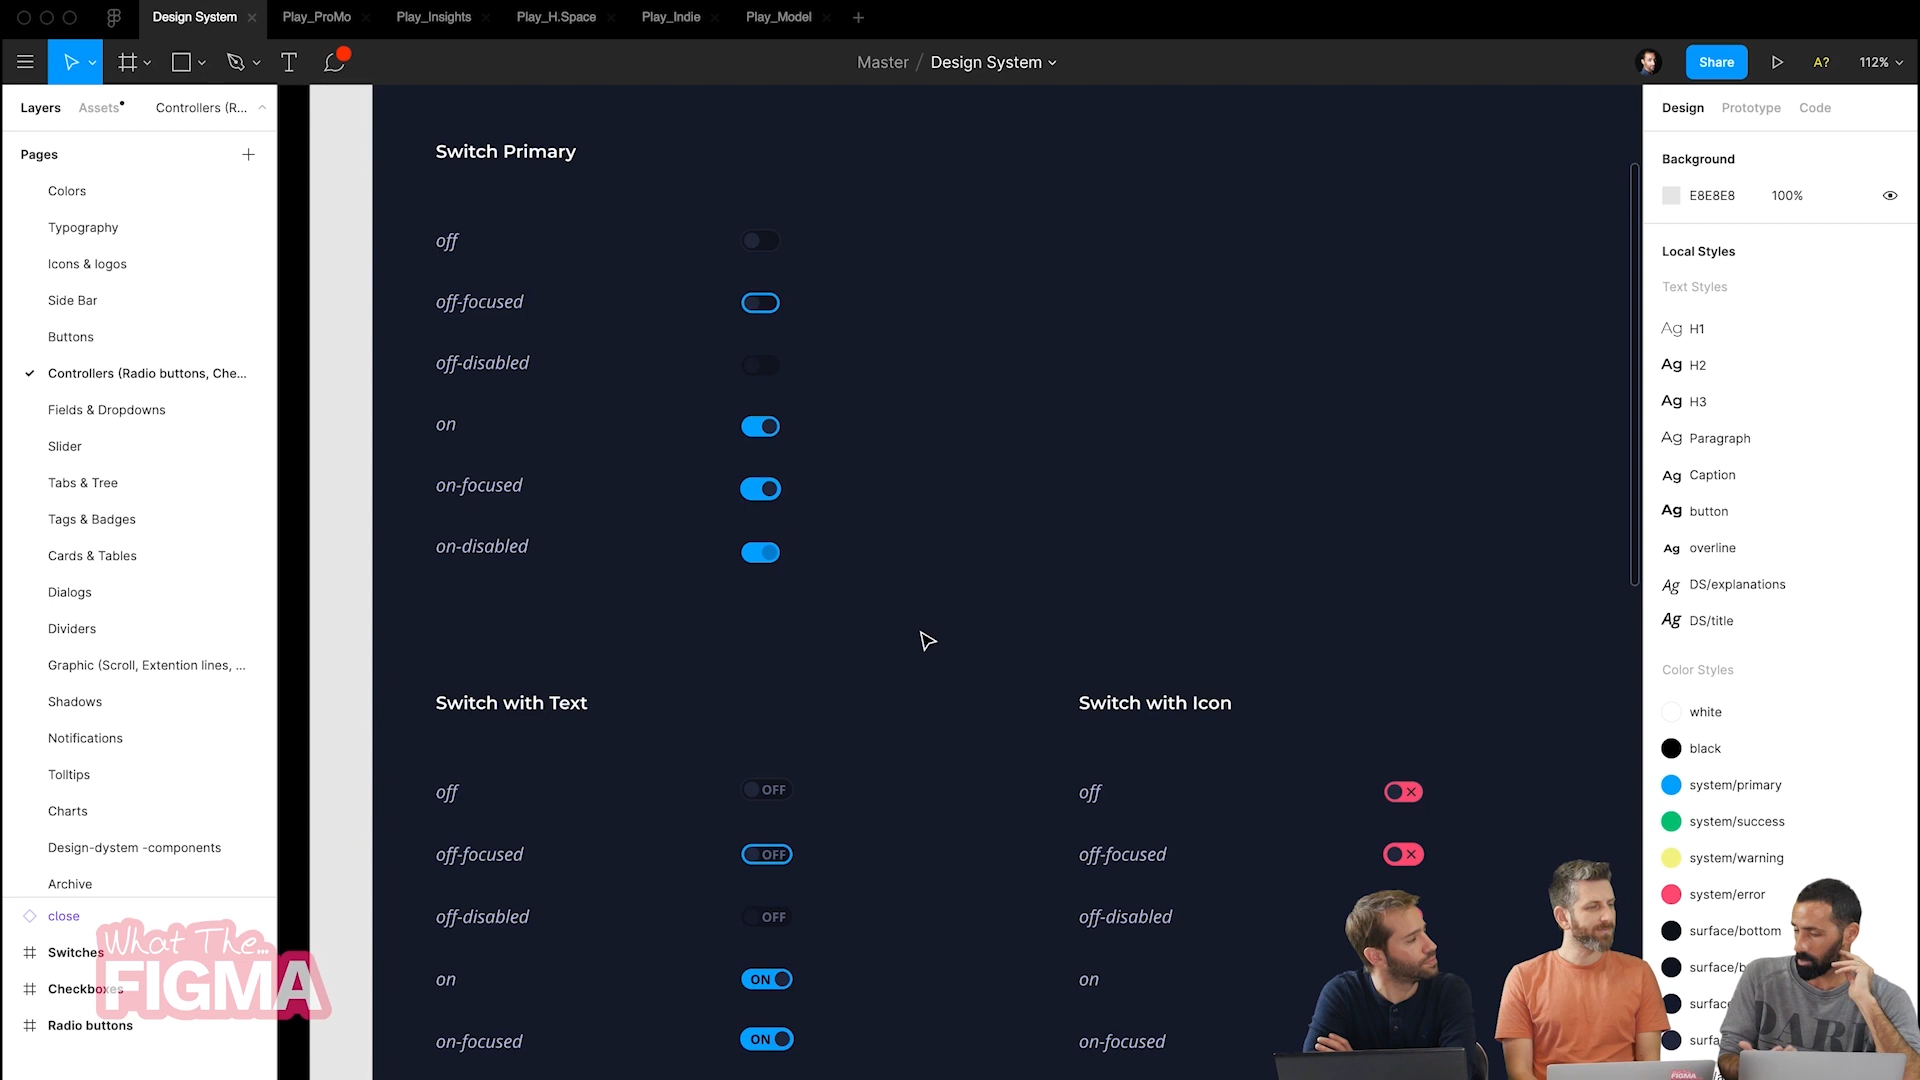 Design System
Play_ProMo
Play_Insights
Play_H.Space
Play_Indie
Play_Model
Master / Design System
Share
A?
112%
Layers
Assets
Controllers (R...
Pages
Colors
Typography
Icons & logos
Side Bar
Buttons
Controllers (Radio buttons, Che...
Fields & Dropdowns
Slider
Tabs & Tree
Tags & Badges
Cards & Tables
Dialogs
Dividers
Graphic (Scroll, Extention lines, ...
Shadows
Notifications
Tolltips
Charts
Design-dystem -components
Archive
close
Switches
Checkboxes
Radio buttons
What The...
FIGMA
Switch Primary
off
off-focused
off-disabled
on
on-focused
on-disabled
Switch with Text
off
OFF
off-focused
OFF
off-disabled
OFF
on
ON
on-focused
ON
Switch with Icon
off
off-focused
off-disabled
on
on-focused
Design
Prototype
Code
Background
E8E8E8
100%
Local Styles
Text Styles
Ag H1
Ag H2
Ag H3
Ag Paragraph
Ag Caption
Ag button
Ag overline
Ag DS/explanations
Ag DS/title
Color Styles
white
black
system/primary
system/success
system/warning
system/error
surface/bottom
FIGMA